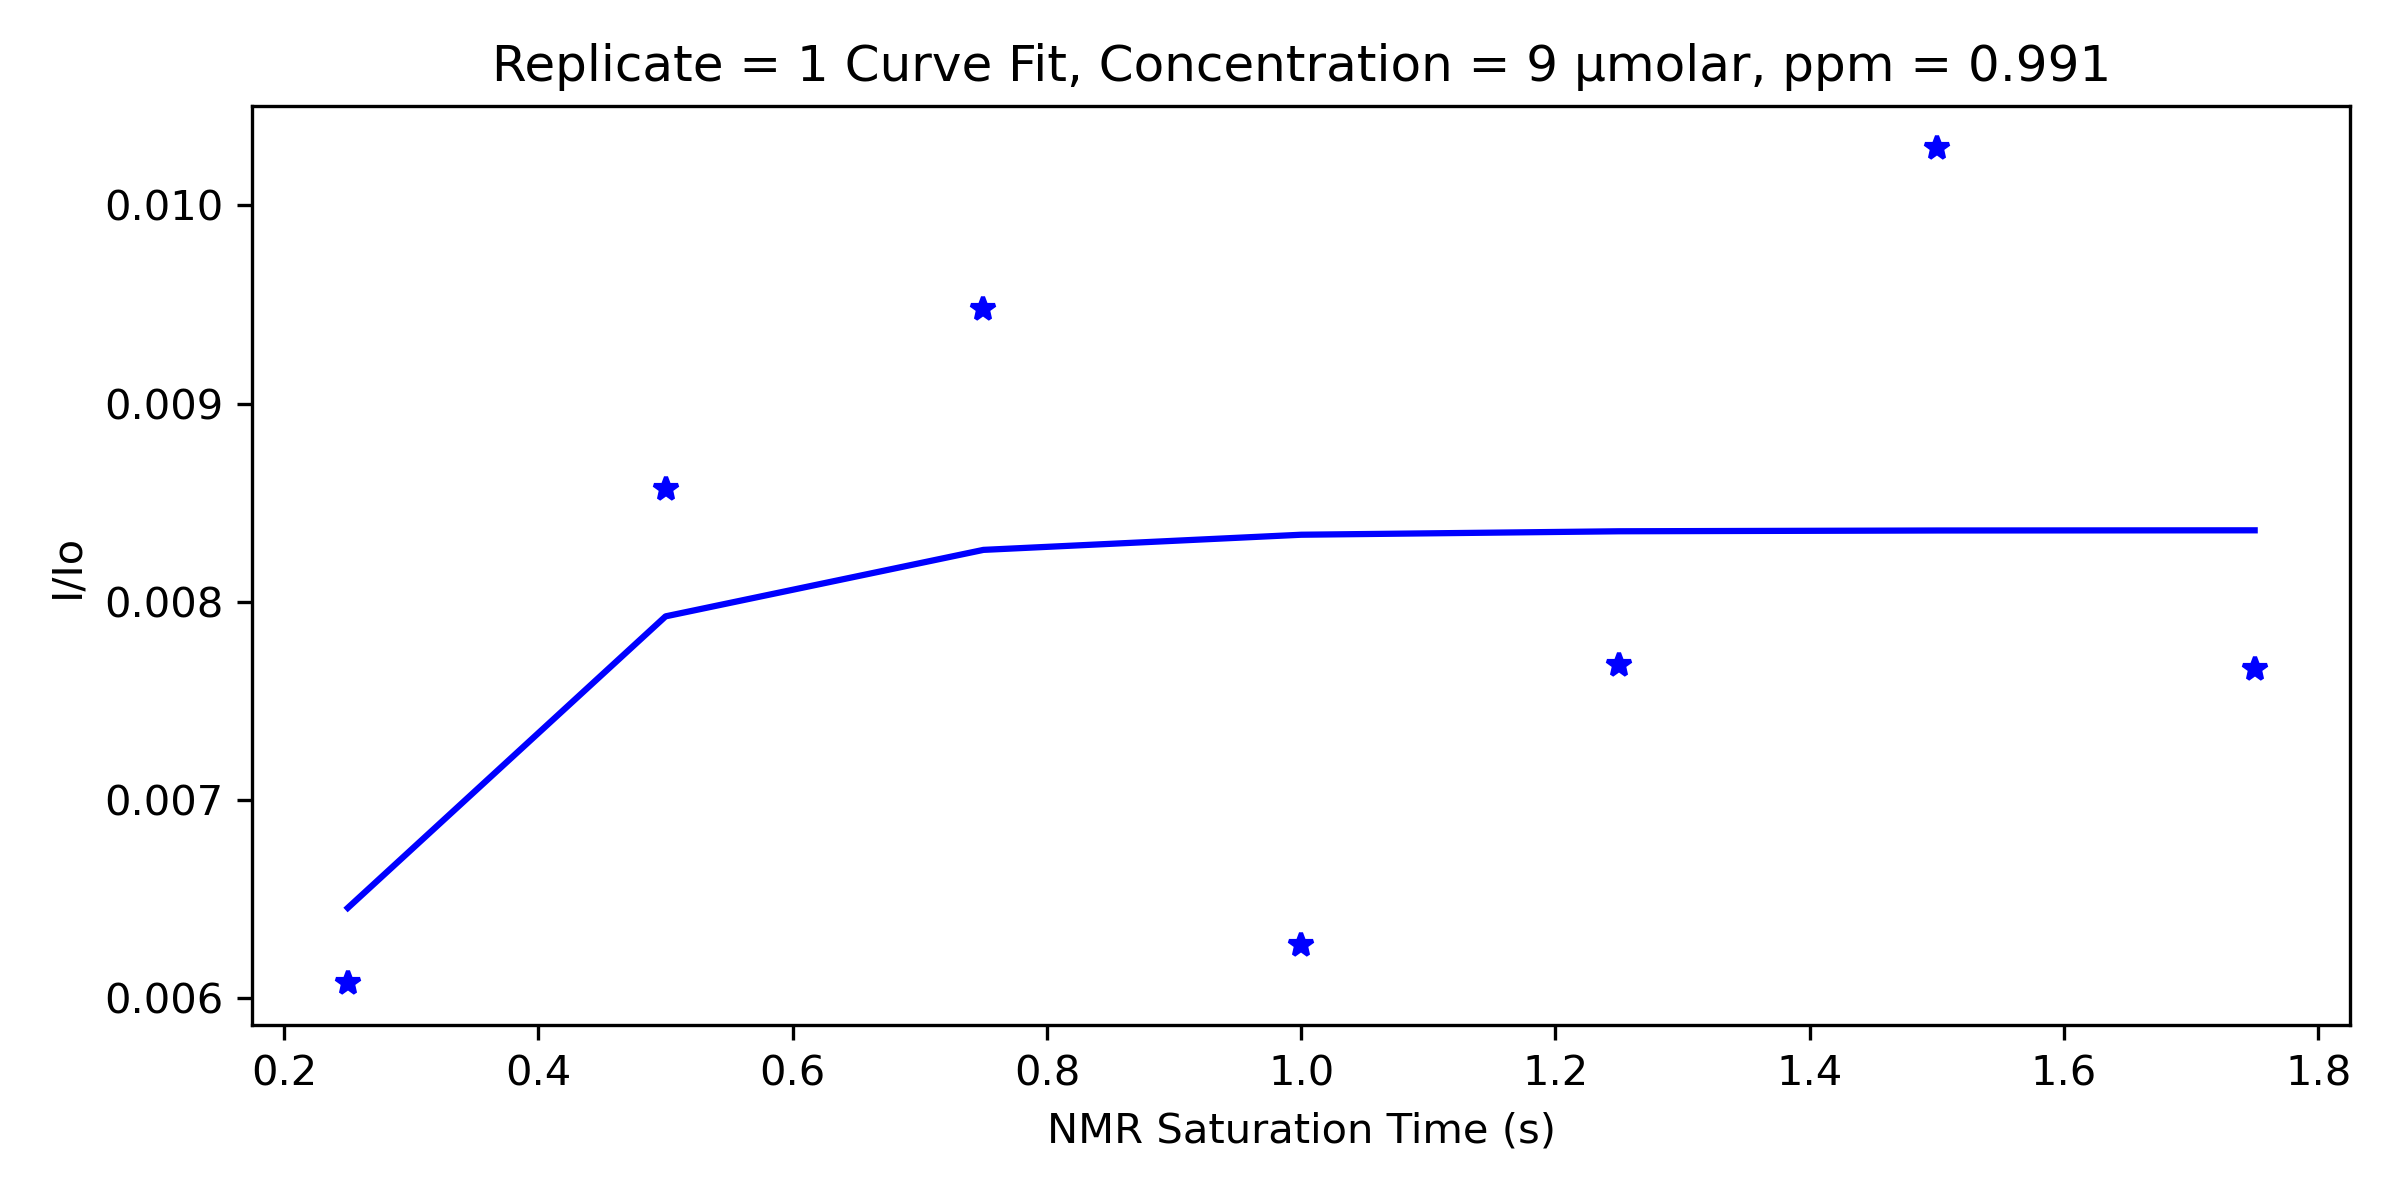 Replicate = 1 Curve Fit, Concentration = 9 μmolar, ppm = 0.991
0.010
0.009
0.008
0.007
0.006
I/Io
0.2 0.4 0.6 0.8 1.0 1.2 1.4 1.6 1.8
NMR Saturation Time (s)